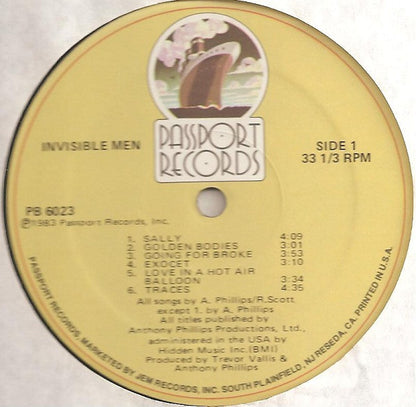 PASSPORT
RECORDS
INVISIBLE MEN
SIDE 1
33 1/3 RPM
PB 6023
℗1983 Passport Records, Inc.
1. SALLY 4:09
2. GOLDEN BODIES 3:01
3. GOING FOR BROKE 3:53
4. EXOCET 3:10
5. LOVE IN A HOT AIR
BALLOON 3:34
6. TRACES 4:35
All songs by A. Phillips/R.Scott
except 1. by A. Phillips
All titles published by
Anthony Phillips Productions, Ltd.,
administered in the USA by
Hidden Music Inc.(BMI)
Produced by Trevor Vallis &
Anthony Phillips
PASSPORT RECORDS, MARKETED BY JEM RECORDS, INC. SOUTH PLAINFIELD, NJ RESEDA, CA. PRINTED IN U.S.A.